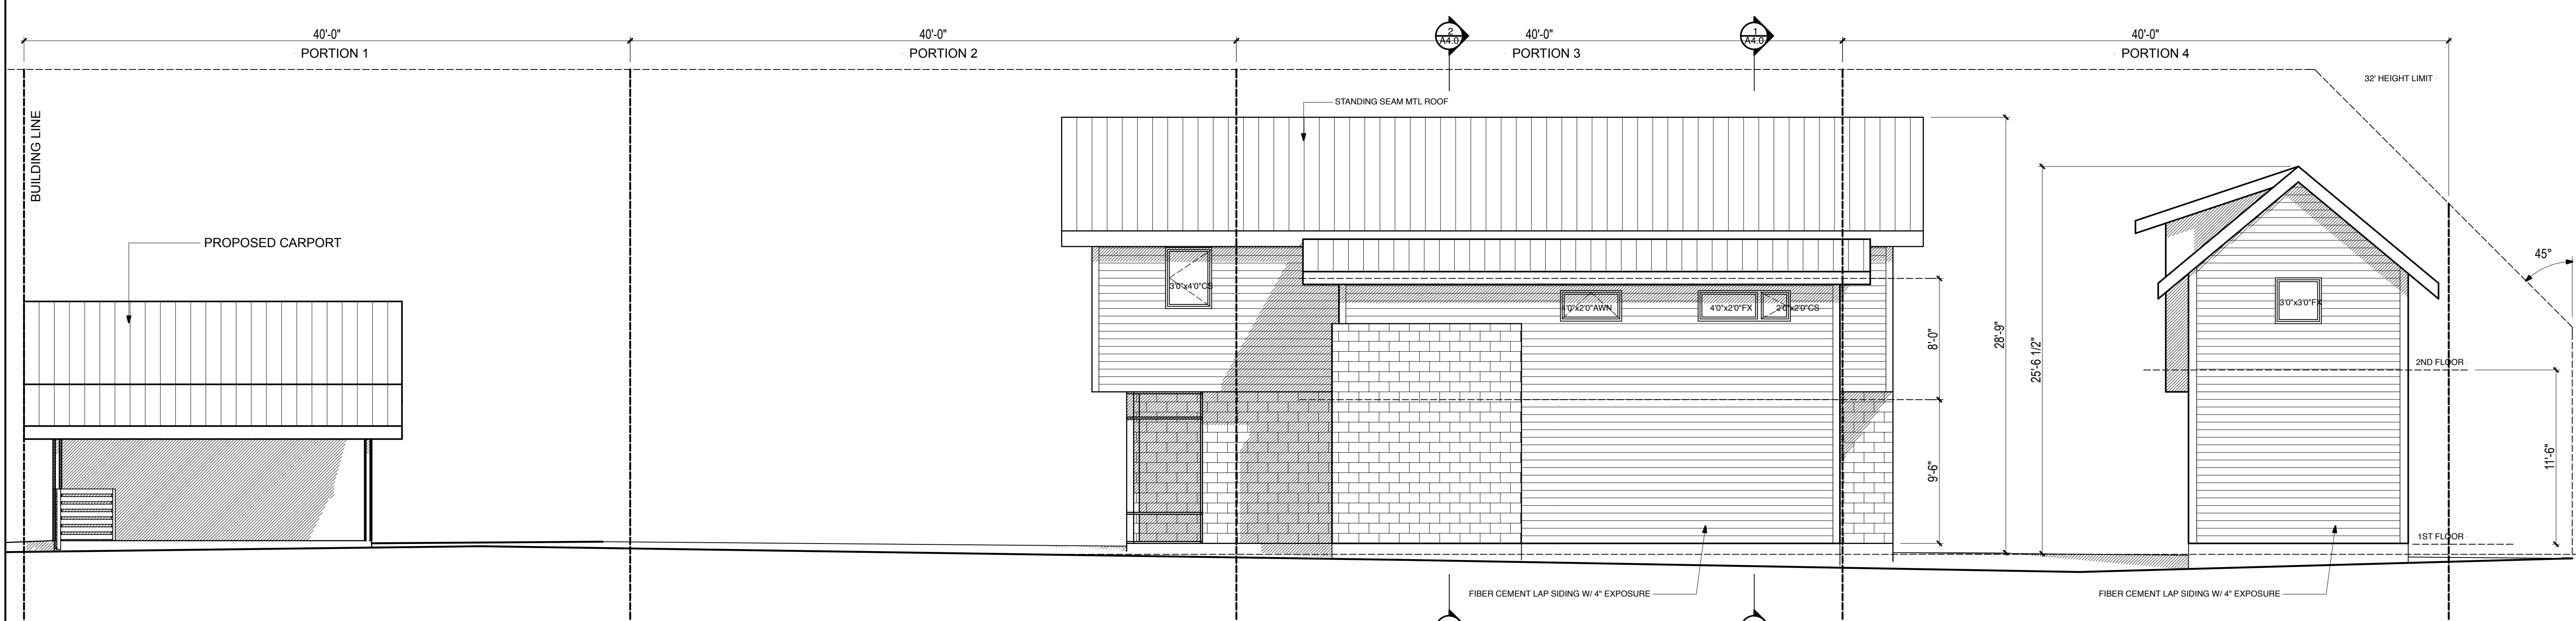 40'-0"
PORTION 1
40'-0"
PORTION 2
2
A4.0
40'-0"
PORTION 3
1
A4.0
40'-0"
PORTION 4
32' HEIGHT LIMIT
BUILDING LINE
STANDING SEAM MTL ROOF
PROPOSED CARPORT
45°
3'0"x4'0"CS
4'0"x2'0"AWN
4'0"x2'0"FX
2'0"x2'0"CS
3'0"x3'0"FX
8'-0"
28'-9"
25'-6 1/2"
2ND FLOOR
9'-6"
11'-6"
1ST FLOOR
FIBER CEMENT LAP SIDING W/ 4" EXPOSURE
FIBER CEMENT LAP SIDING W/ 4" EXPOSURE